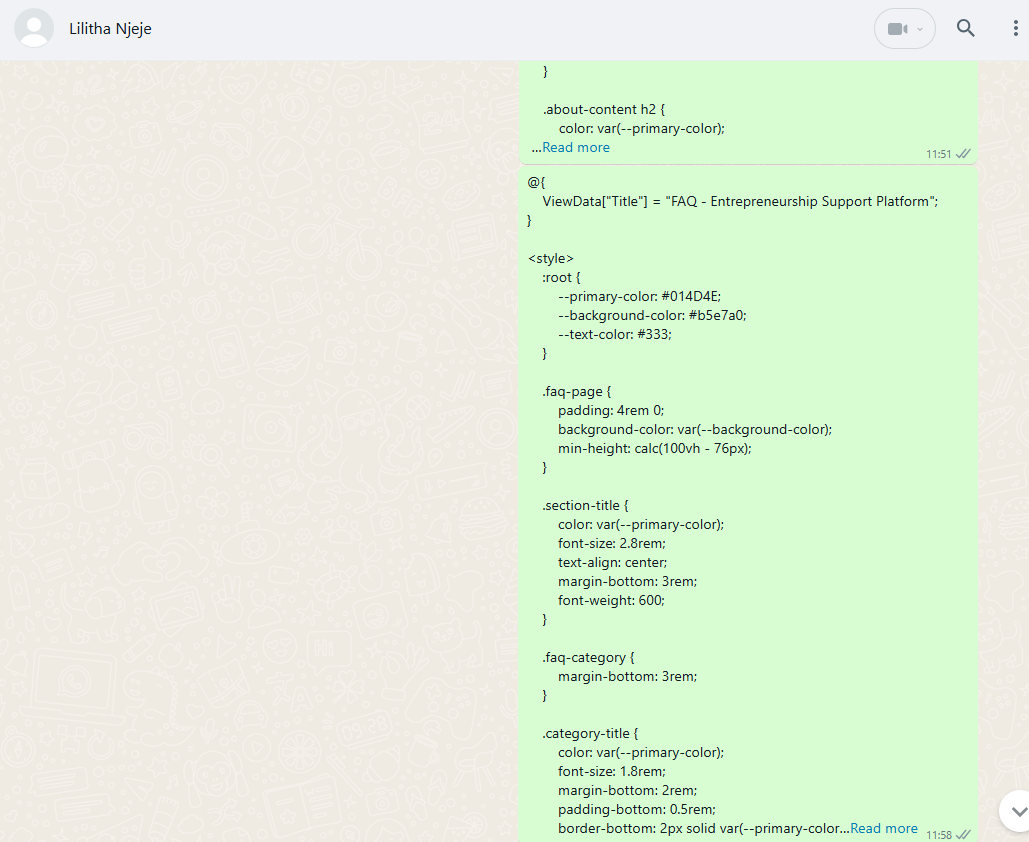 Lilitha Njeje
}
.about-content h2 {
color: var(--primary-color);
...Read more
11:51
@{
ViewData["Title"] = "FAQ - Entrepreneurship Support Platform";
}
<style>
:root {
--primary-color: #014D4E;
--background-color: #b5e7a0;
--text-color: #333;
}
.faq-page {
padding: 4rem 0;
background-color: var(--background-color);
min-height: calc(100vh - 76px);
}
.section-title {
color: var(--primary-color);
font-size: 2.8rem;
text-align: center;
margin-bottom: 3rem;
font-weight: 600;
}
.faq-category {
margin-bottom: 3rem;
}
.category-title {
color: var(--primary-color);
font-size: 1.8rem;
margin-bottom: 2rem;
padding-bottom: 0.5rem;
border-bottom: 2px solid var(--primary-color...Read more
11:58